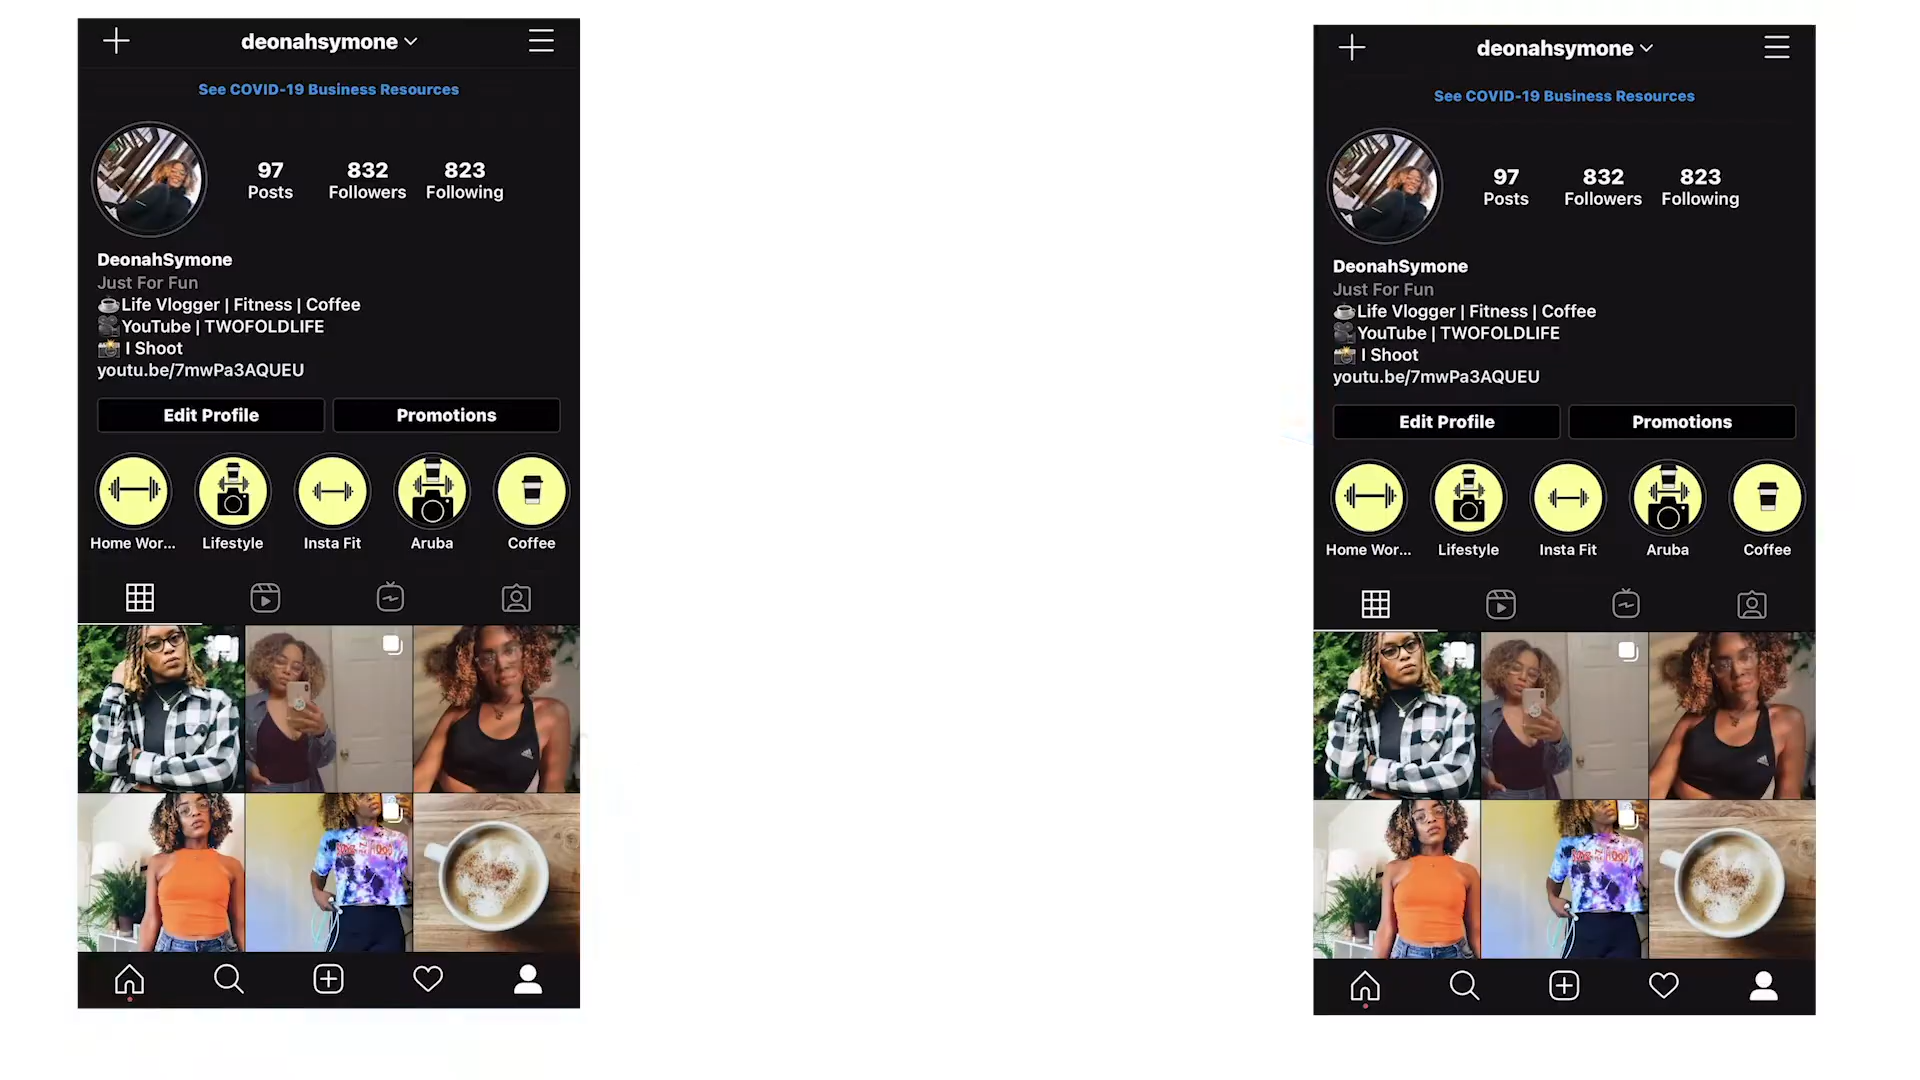 deonahsymone
See COVID-19 Business Resources
97 832 823
Posts Followers Following
DeonahSymone
Just For Fun
Life Vlogger | Fitness | Coffee
YouTube | TWOFOLDLIFE
I Shoot
youtu.be/7mwPa3AQUEU
Edit Profile Promotions
Home Wor... Lifestyle Insta Fit Aruba Coffee
deonahsymone
See COVID-19 Business Resources
97 832 823
Posts Followers Following
DeonahSymone
Just For Fun
Life Vlogger | Fitness | Coffee
YouTube | TWOFOLDLIFE
I Shoot
youtu.be/7mwPa3AQUEU
Edit Profile Promotions
Home Wor... Lifestyle Insta Fit Aruba Coffee